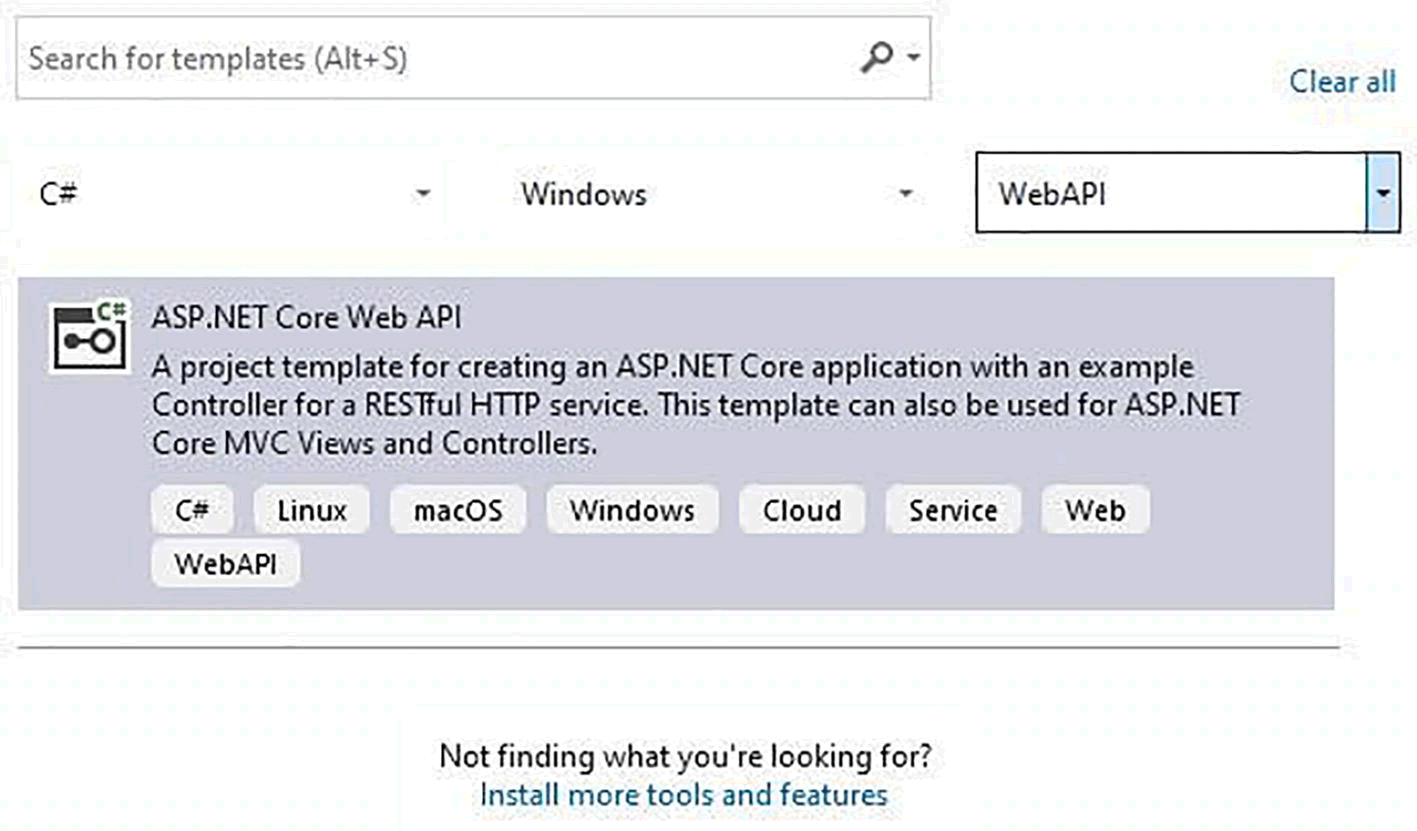 Search for templates (Alt+S)
Clear all
C#
Windows
WebAPI
C#
ASP.NET Core Web API
A project template for creating an ASP.NET Core application with an example
Controller for a RESTful HTTP service. This template can also be used for ASP.NET
Core MVC Views and Controllers.
C# Linux macOS Windows Cloud Service Web
WebAPI
Not finding what you're looking for?
Install more tools and features